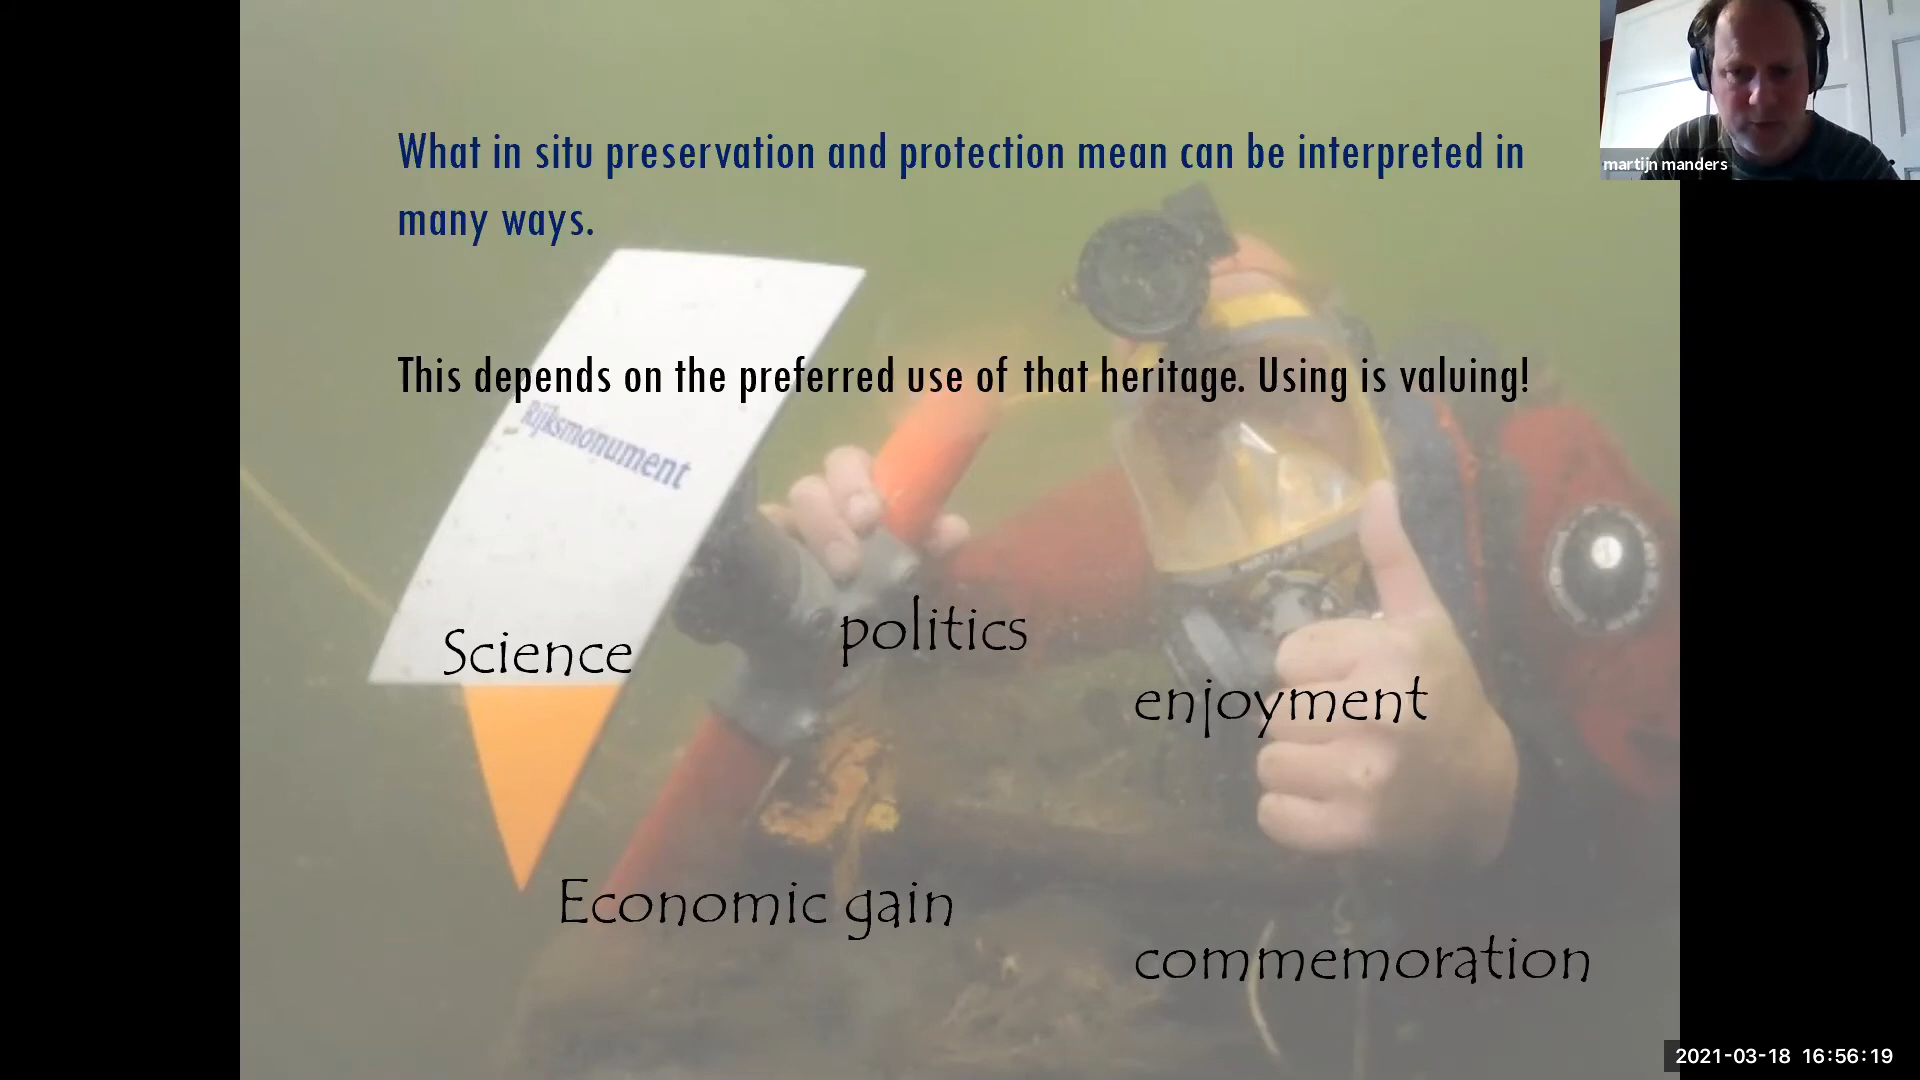 What in situ preservation and protection mean can be interpreted in
many ways.
martijn manders
This depends on the preferred use of that heritage. Using is valuing!
Rijksmonument
Science
politics
enjoyment
Economic gain
commemoration
2021-03-18 16:56:19